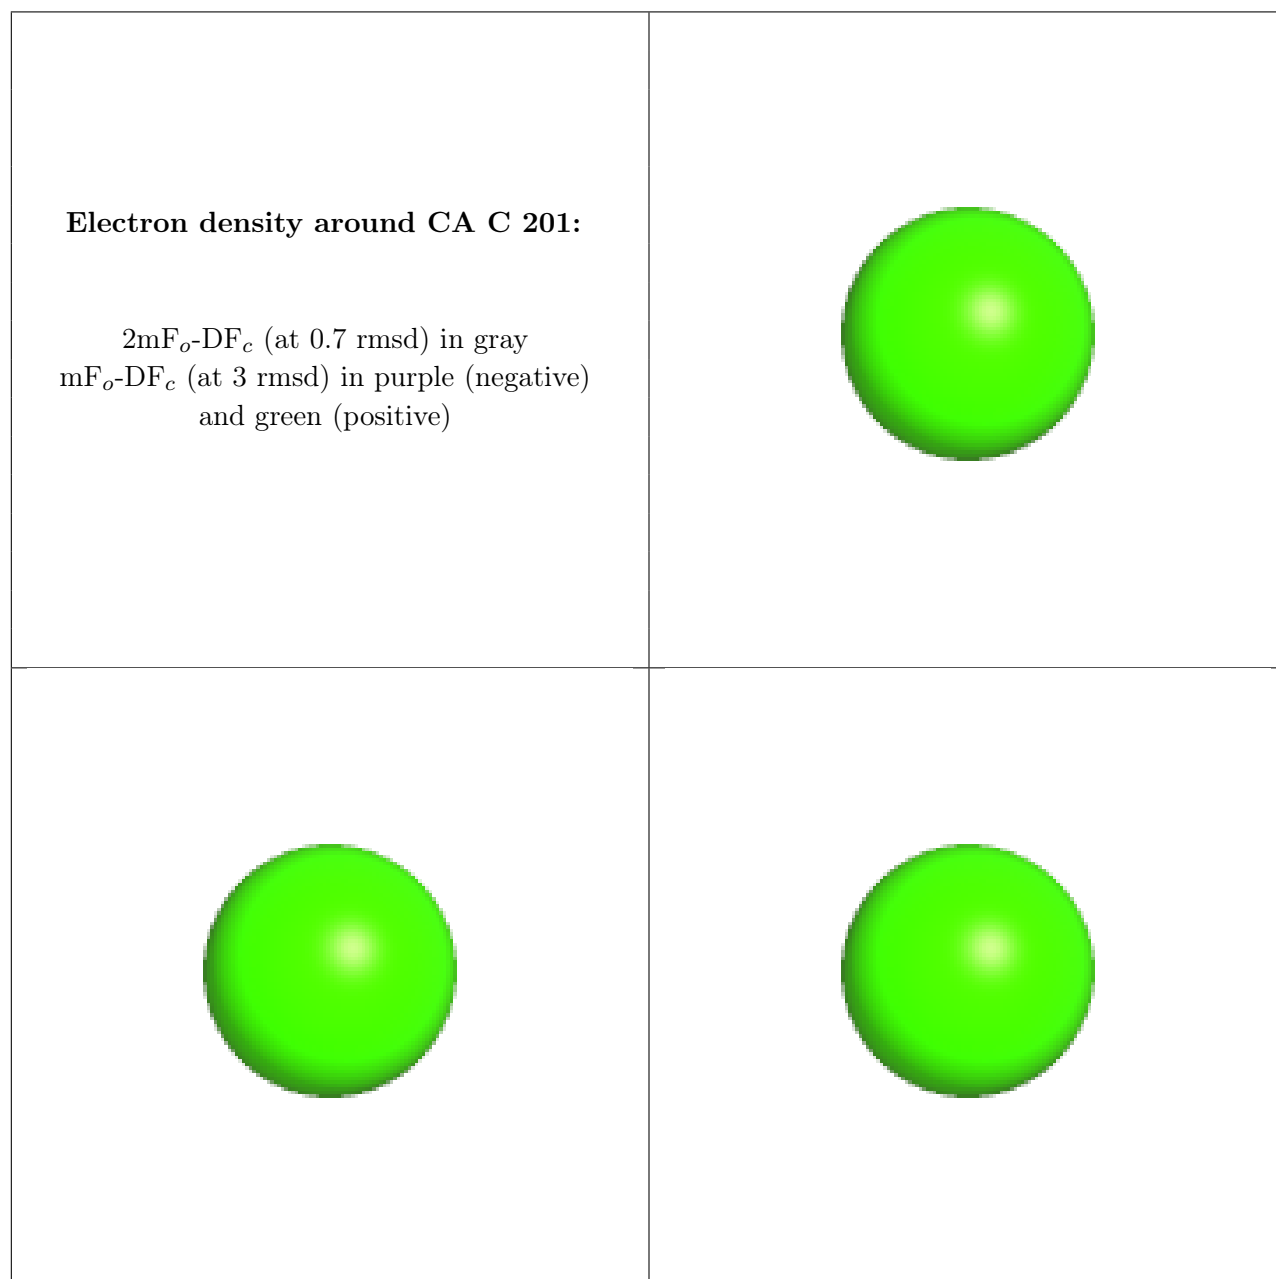 Electron density around CA C 201:
2mFo-DFc (at 0.7 rmsd) in gray
mFo-DFc (at 3 rmsd) in purple (negative)
and green (positive)